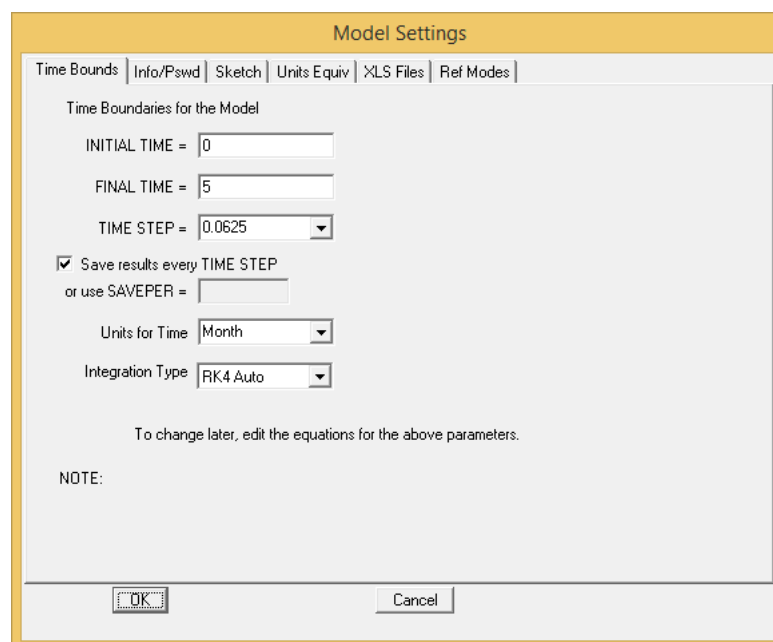 Model Settings
Time Bounds Info/Pswd Sketch Units Equiv XLS Files Ref Modes
Time Boundaries for the Model
INITIAL TIME = 0
FINAL TIME = 5
TIME STEP = 0.0625
Save results every TIME STEP
or use SAVEPER =
Units for Time Month
Integration Type RK4 Auto
To change later, edit the equations for the above parameters.
NOTE:
OK Cancel